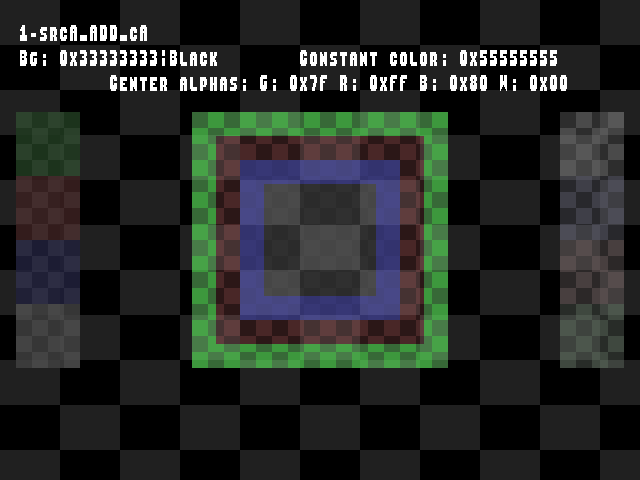 1-srcA_ADD_cA
Bg: 0x33333333¦Black Constant color: 0x55555555
Center alphas: G: 0x7F R: 0xFF B: 0x80 W: 0x00